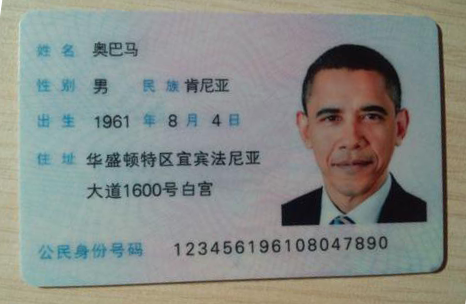 姓名 奥巴马
性别 男 民族 肯尼亚
出生 1961 年 8 月 4 日
住址 华盛顿特区宜宾法尼亚
大道1600号白宫
公民身份号码 123456196108047890